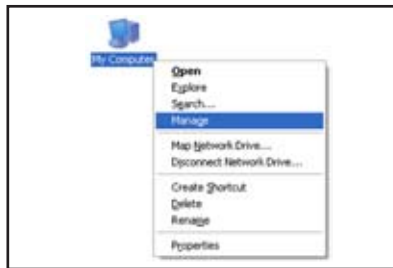 My Computer
Open
Explore
Search...
Manage
Map Network Drive...
Disconnect Network Drive...
Create Shortcut
Delete
Rename
Properties